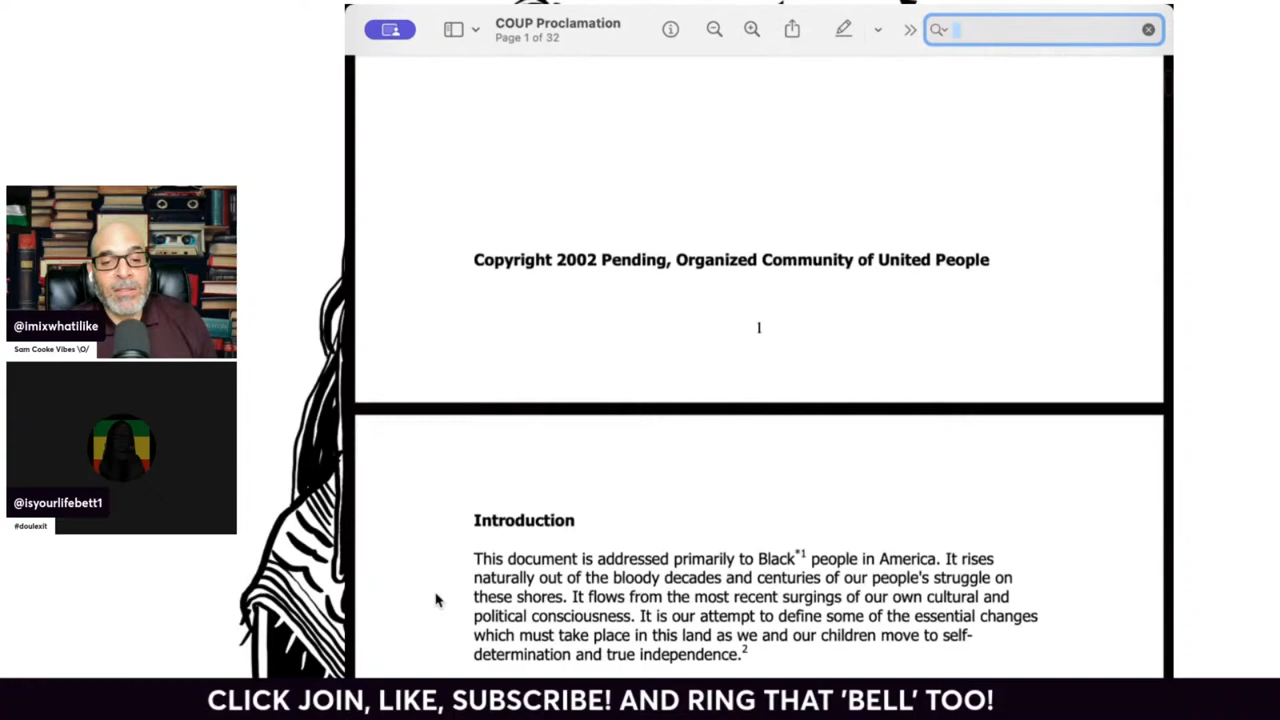 COUP Proclamation
Page 1 of 32
Copyright 2002 Pending, Organized Community of United People
1
Introduction
This document is addressed primarily to Black*1 people in America. It rises
naturally out of the bloody decades and centuries of our people's struggle on
these shores. It flows from the most recent surgings of our own cultural and
political consciousness. It is our attempt to define some of the essential changes
which must take place in this land as we and our children move to self-
determination and true independence.2
@imixwhatilike
Sam Cooke Vibes \O/
@isyourlifebett1
#doulexit
CLICK JOIN, LIKE, SUBSCRIBE! AND RING THAT 'BELL' TOO!